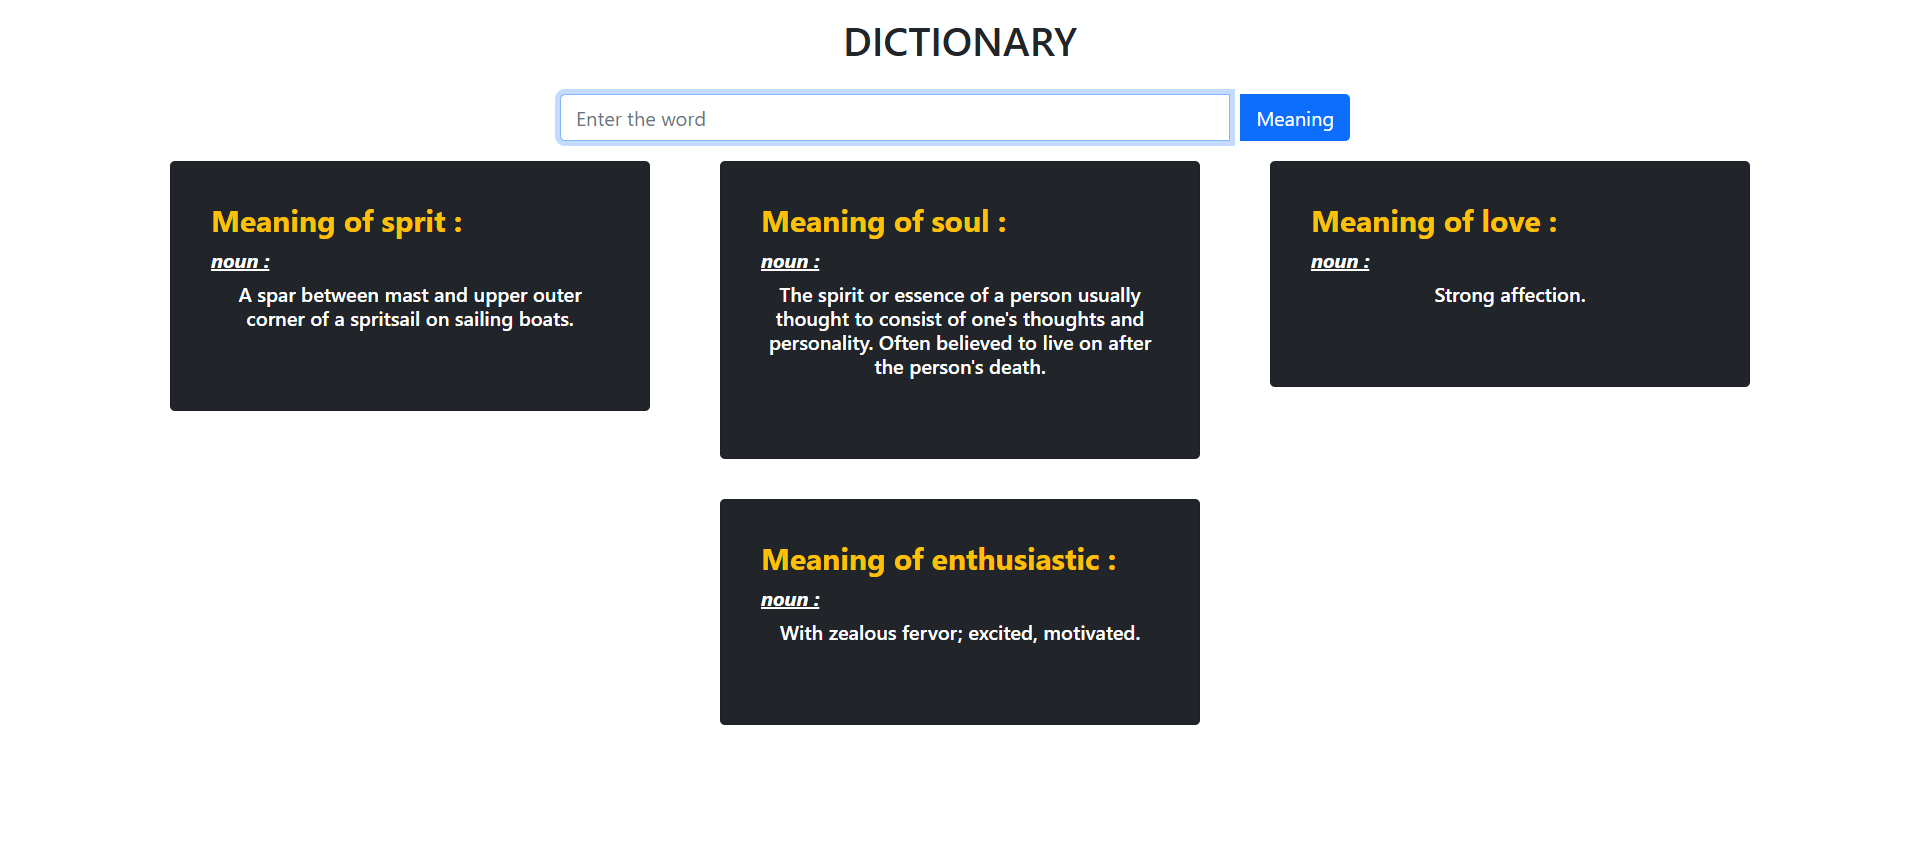 DICTIONARY
Enter the word
Meaning
Meaning of sprit :
noun :
A spar between mast and upper outer
corner of a spritsail on sailing boats.
Meaning of soul :
noun :
The spirit or essence of a person usually
thought to consist of one's thoughts and
personality. Often believed to live on after
the person's death.
Meaning of love :
noun :
Strong affection.
Meaning of enthusiastic :
noun :
With zealous fervor; excited, motivated.